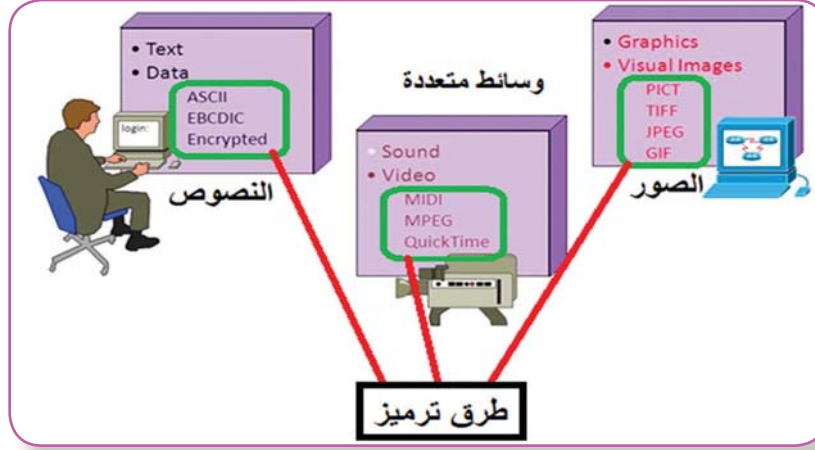 • Text
• Data
ASCII
EBCDIC
Encrypted
login:
النصوص
وسائط متعددة
• Sound
• Video
MIDI
MPEG
QuickTime
• Graphics
• Visual Images
PICT
TIFF
JPEG
GIF
الصور
طرق ترميز